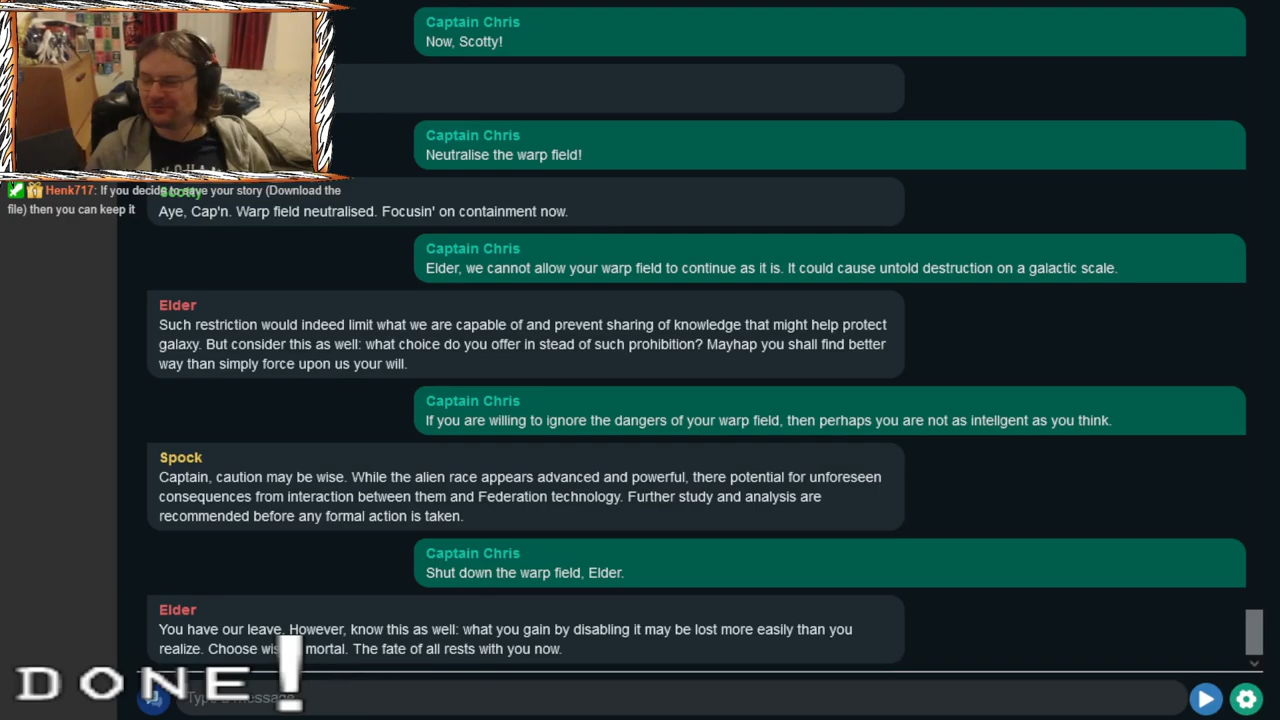 Captain Chris
Now, Scotty!
Captain Chris
Neutralise the warp field!
Henk717: If you decide to save your story (Download the
file) then you can keep it
Scotty
Aye, Cap'n. Warp field neutralised. Focusin' on containment now.
Captain Chris
Elder, we cannot allow your warp field to continue as it is. It could cause untold destruction on a galactic scale.
Elder
Such restriction would indeed limit what we are capable of and prevent sharing of knowledge that might help protect
galaxy. But consider this as well: what choice do you offer in stead of such prohibition? Mayhap you shall find better
way than simply force upon us your will.
Captain Chris
If you are willing to ignore the dangers of your warp field, then perhaps you are not as intellgent as you think.
Spock
Captain, caution may be wise. While the alien race appears advanced and powerful, there potential for unforeseen
consequences from interaction between them and Federation technology. Further study and analysis are
recommended before any formal action is taken.
Captain Chris
Shut down the warp field, Elder.
Elder
You have our leave. However, know this as well: what you gain by disabling it may be lost more easily than you
realize. Choose mortal. The fate of all rests with you now.
DONE!
Type a message